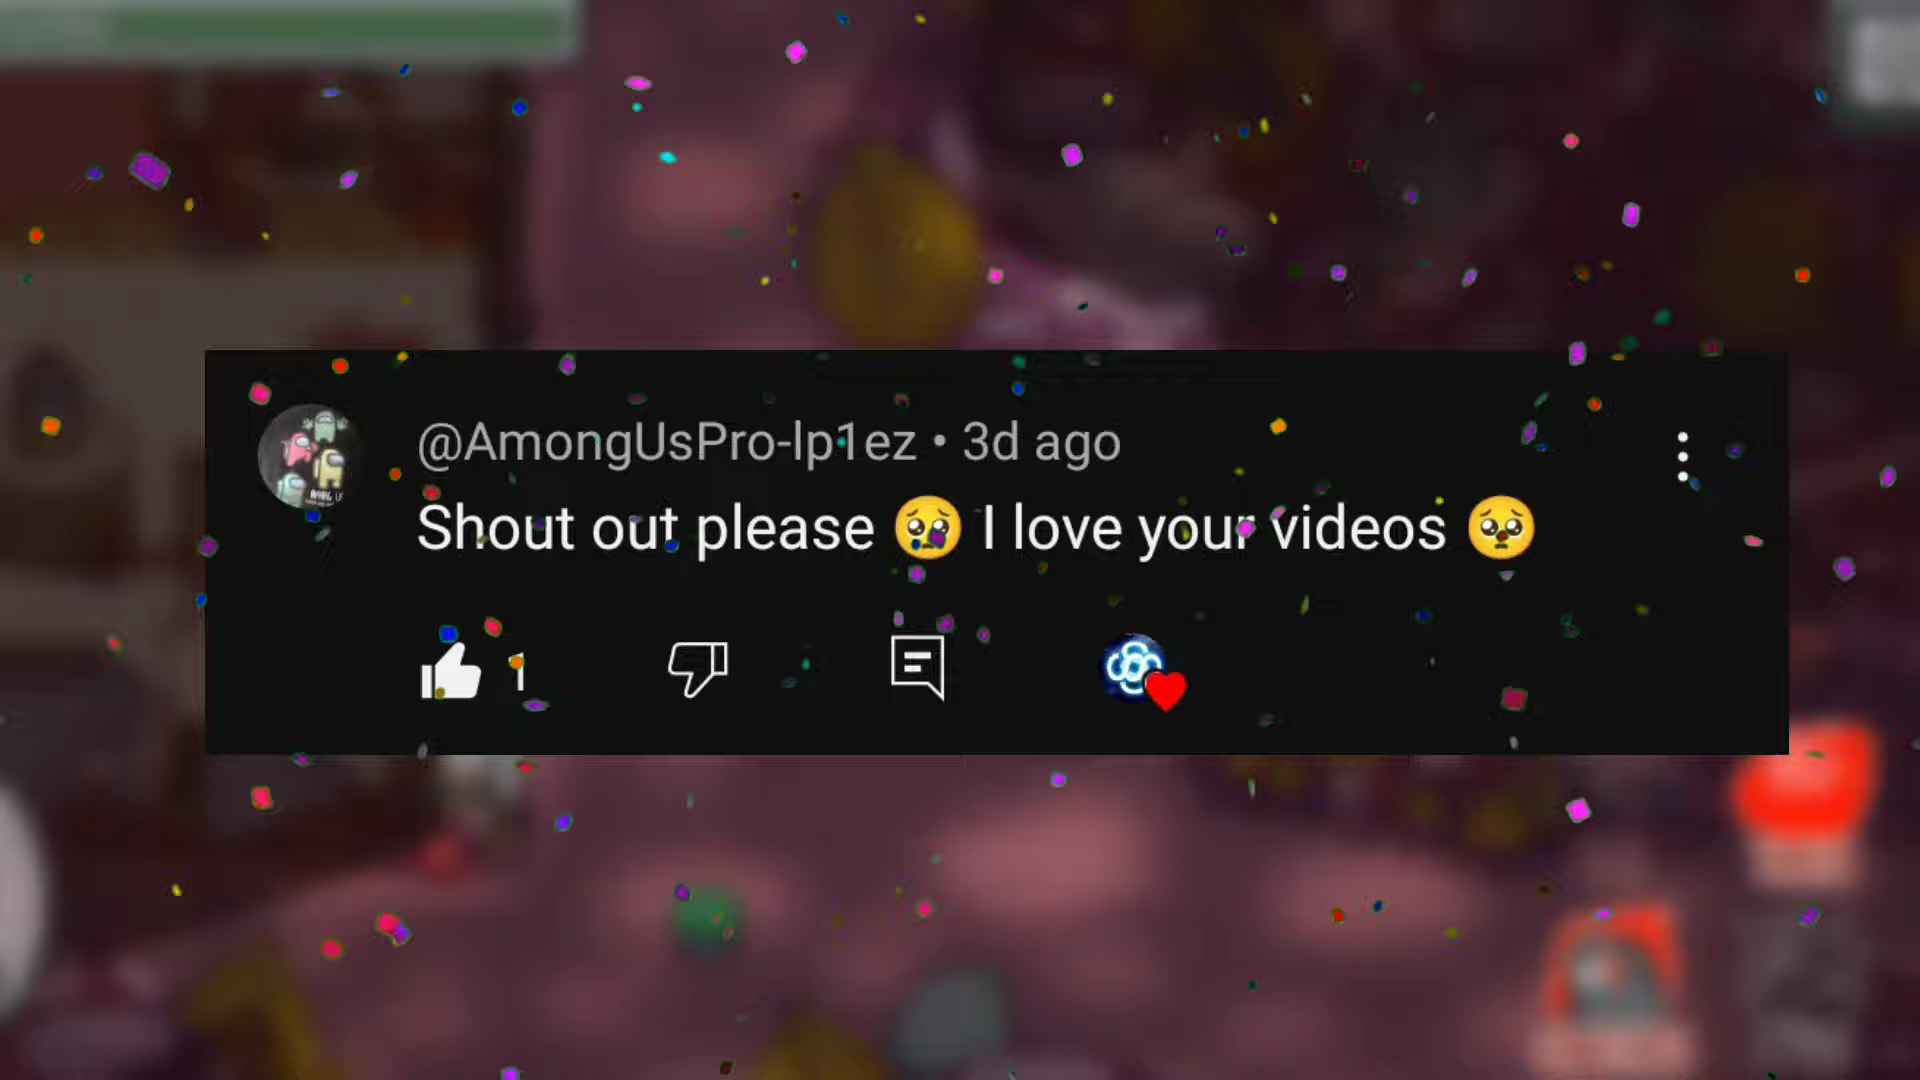 @AmongUsPro-lp1ez • 3d ago
Shout out please 😢 I love your videos 🥺
1